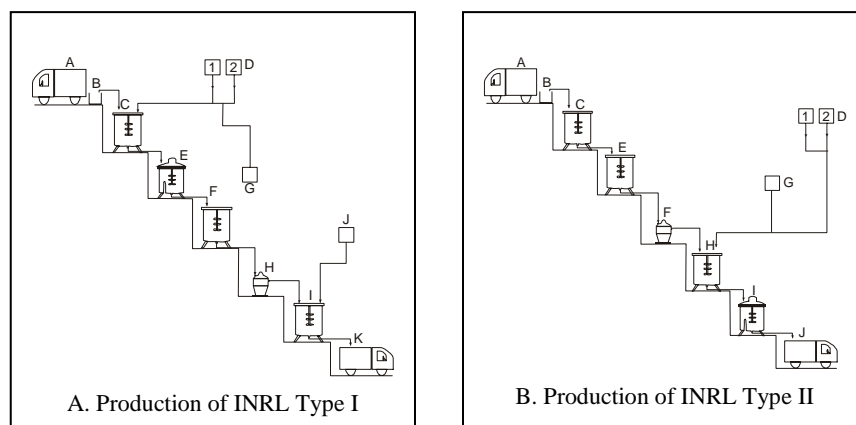 A
B
C
1
2
D
E
G
F
J
H
I
K
A. Production of INRL Type I
A
B
C
1
2
D
E
G
F
H
I
J
B. Production of INRL Type II